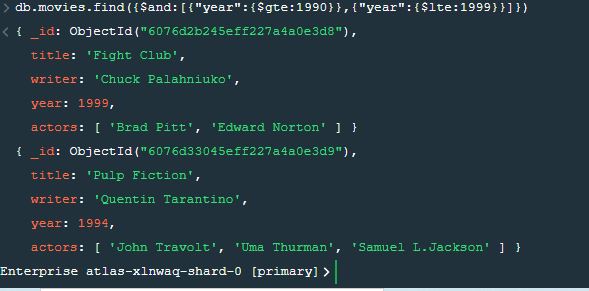 > db.movies.find({$and:[{"year":{$gte:1990}},{"year":{$lte:1999}}]})
< { _id: ObjectId("6076d2b245eff227a4a0e3d8"),
title: 'Fight Club',
writer: 'Chuck Palahniuko',
year: 1999,
actors: [ 'Brad Pitt', 'Edward Norton' ] }
{ _id: ObjectId("6076d33045eff227a4a0e3d9"),
title: 'Pulp Fiction',
writer: 'Quentin Tarantino',
year: 1994,
actors: [ 'John Travolt', 'Uma Thurman', 'Samuel L.Jackson' ] }
Enterprise atlas-xlnwaq-shard-0 [primary]>